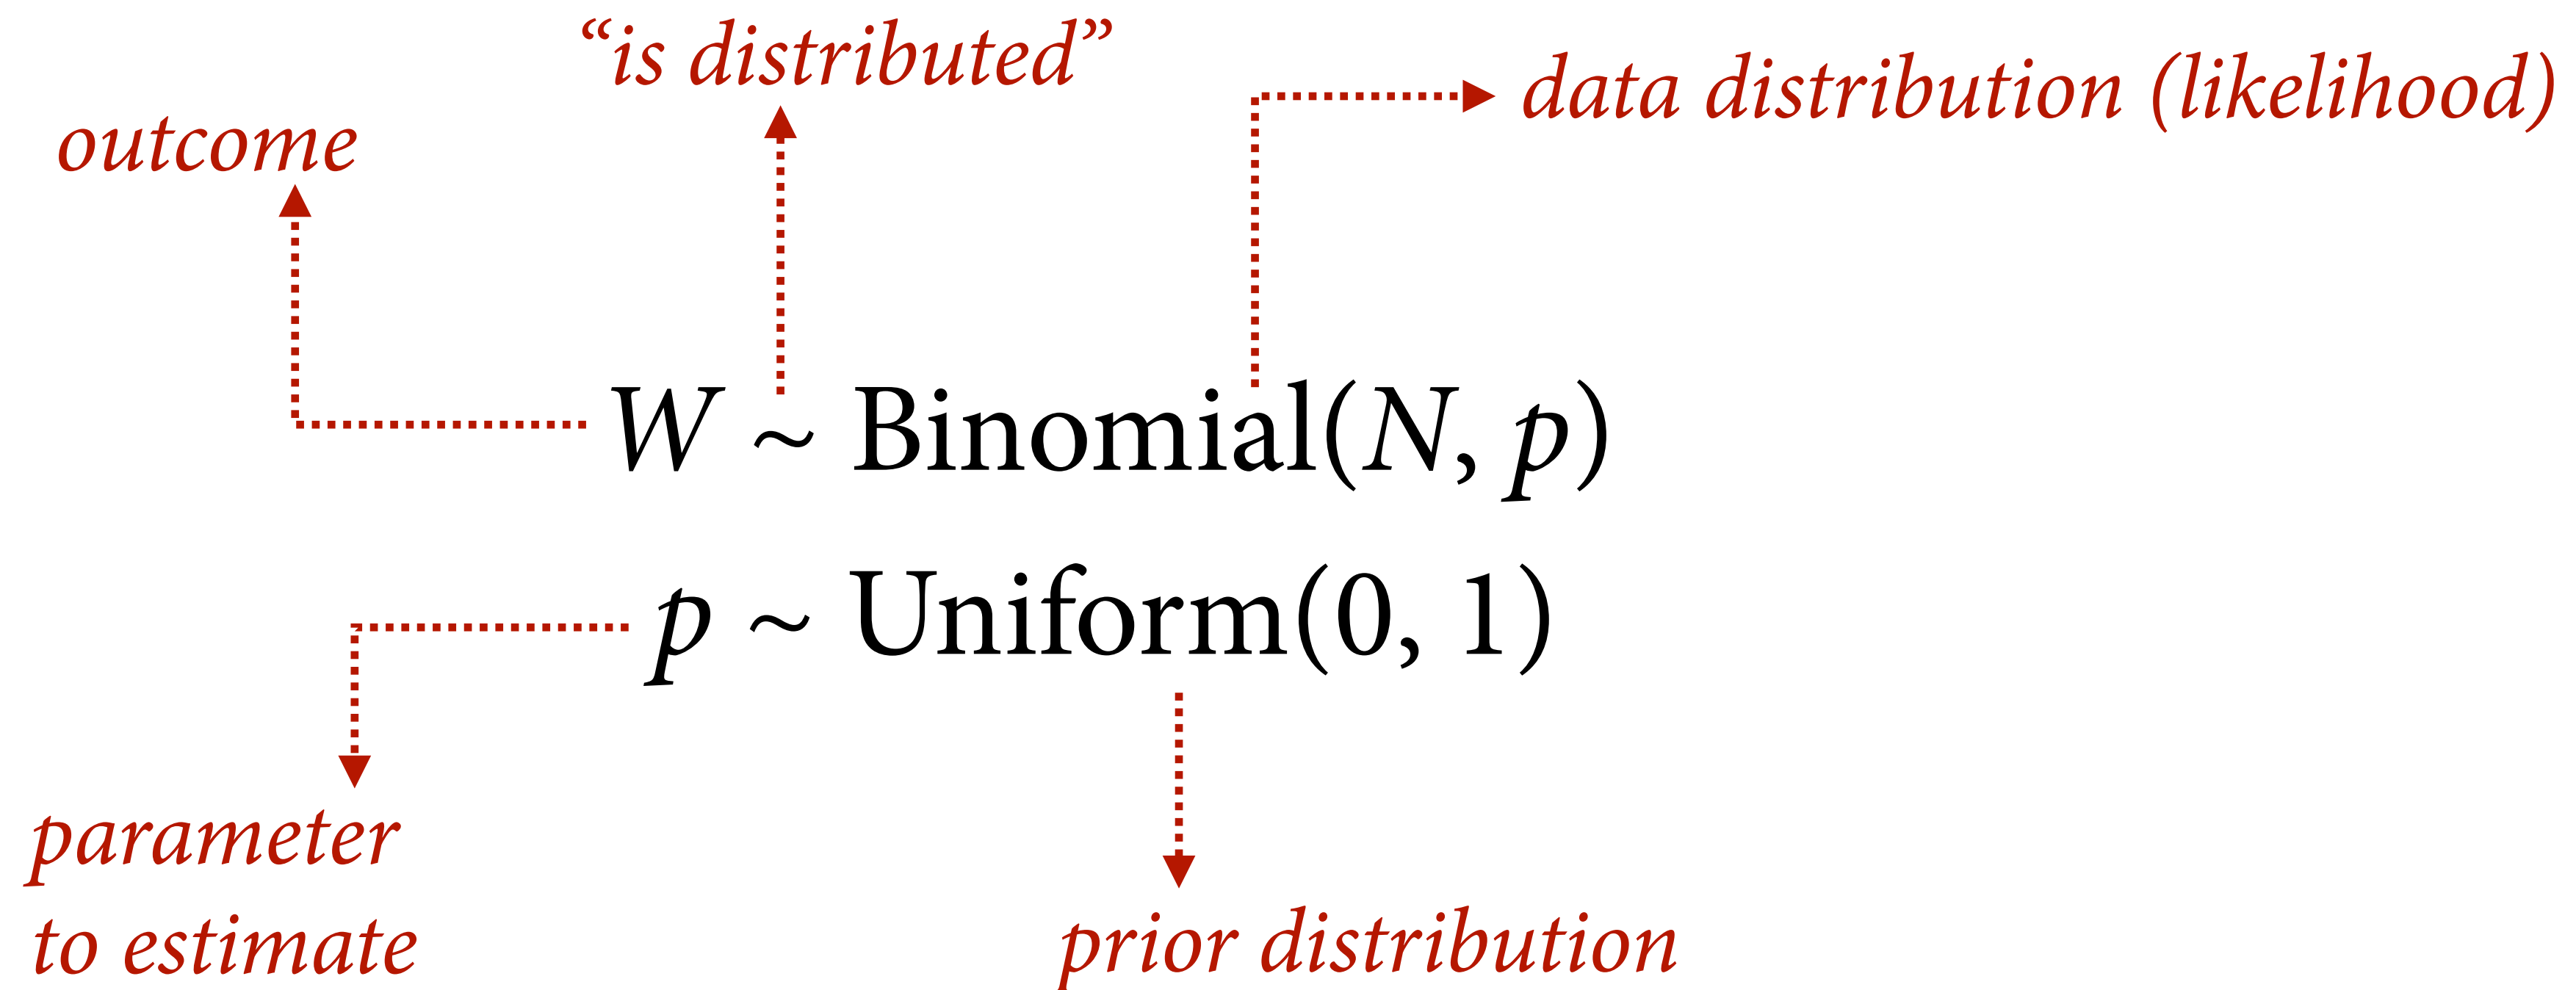 “is distributed”
data distribution (likelihood)
outcome
W ~ Binomial(N, p)
p ~ Uniform(0, 1)
parameter
to estimate
prior distribution